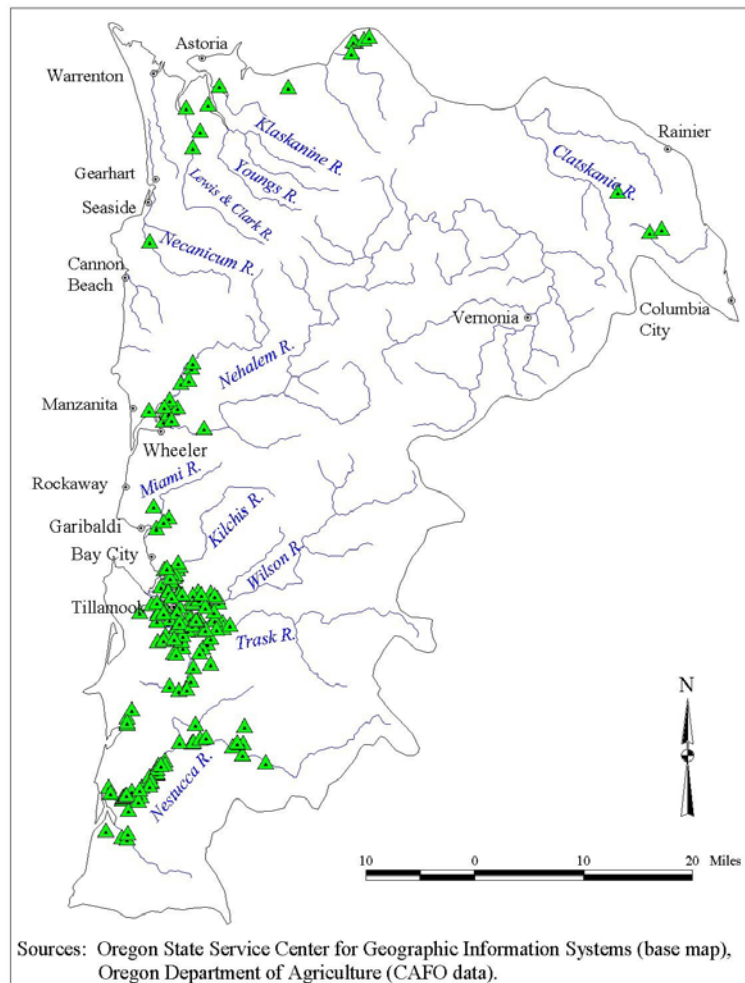 Astoria
Warrenton
Rainier
Klaskanine R.
Clatskanie R.
Youngs R.
Gearhart
Lewis & Clark R.
Seaside
Necanicum R.
Cannon
Beach
Columbia
City
Vernonia
Nehalem R.
Manzanita
Wheeler
Miami R.
Rockaway
Kilchis R.
Garibaldi
Wilson R.
Bay City
Tillamook
Trask R.
N
Nestucca R.
10 0 10 20 Miles
Sources: Oregon State Service Center for Geographic Information Systems (base map),
Oregon Department of Agriculture (CAFO data).